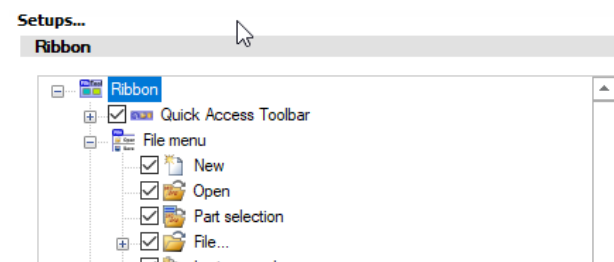 Setups...
Ribbon
Ribbon
Quick Access Toolbar
File menu
New
Open
Part selection
File...